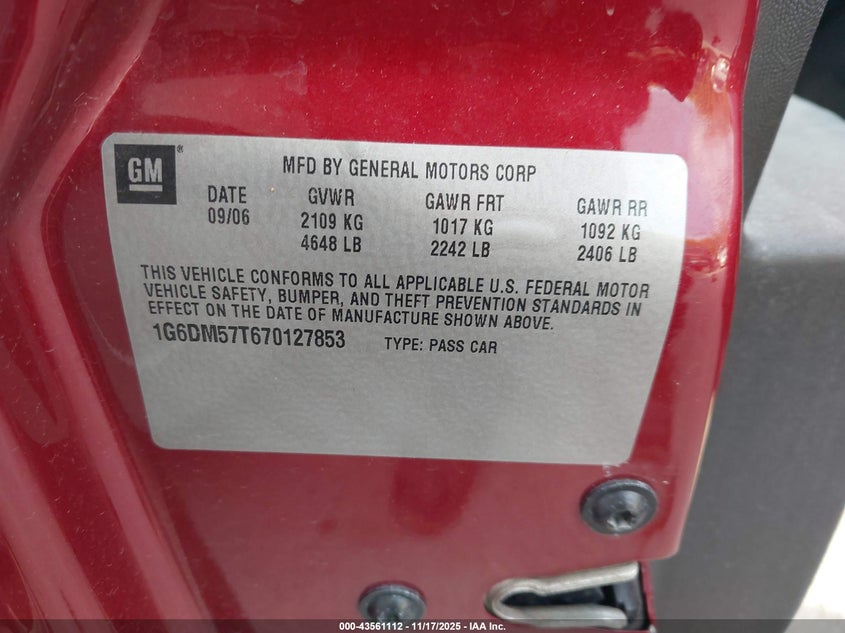 GM®
MFD BY GENERAL MOTORS CORP
DATE GVWR GAWR FRT GAWR RR
09/06 2109 KG 1017 KG 1092 KG
4648 LB 2242 LB 2406 LB
THIS VEHICLE CONFORMS TO ALL APPLICABLE U.S. FEDERAL MOTOR
VEHICLE SAFETY, BUMPER, AND THEFT PREVENTION STANDARDS IN
EFFECT ON THE DATE OF MANUFACTURE SHOWN ABOVE.
1G6DM57T670127853 TYPE: PASS CAR
000-43561112 - 11/17/2025 - IAA Inc.